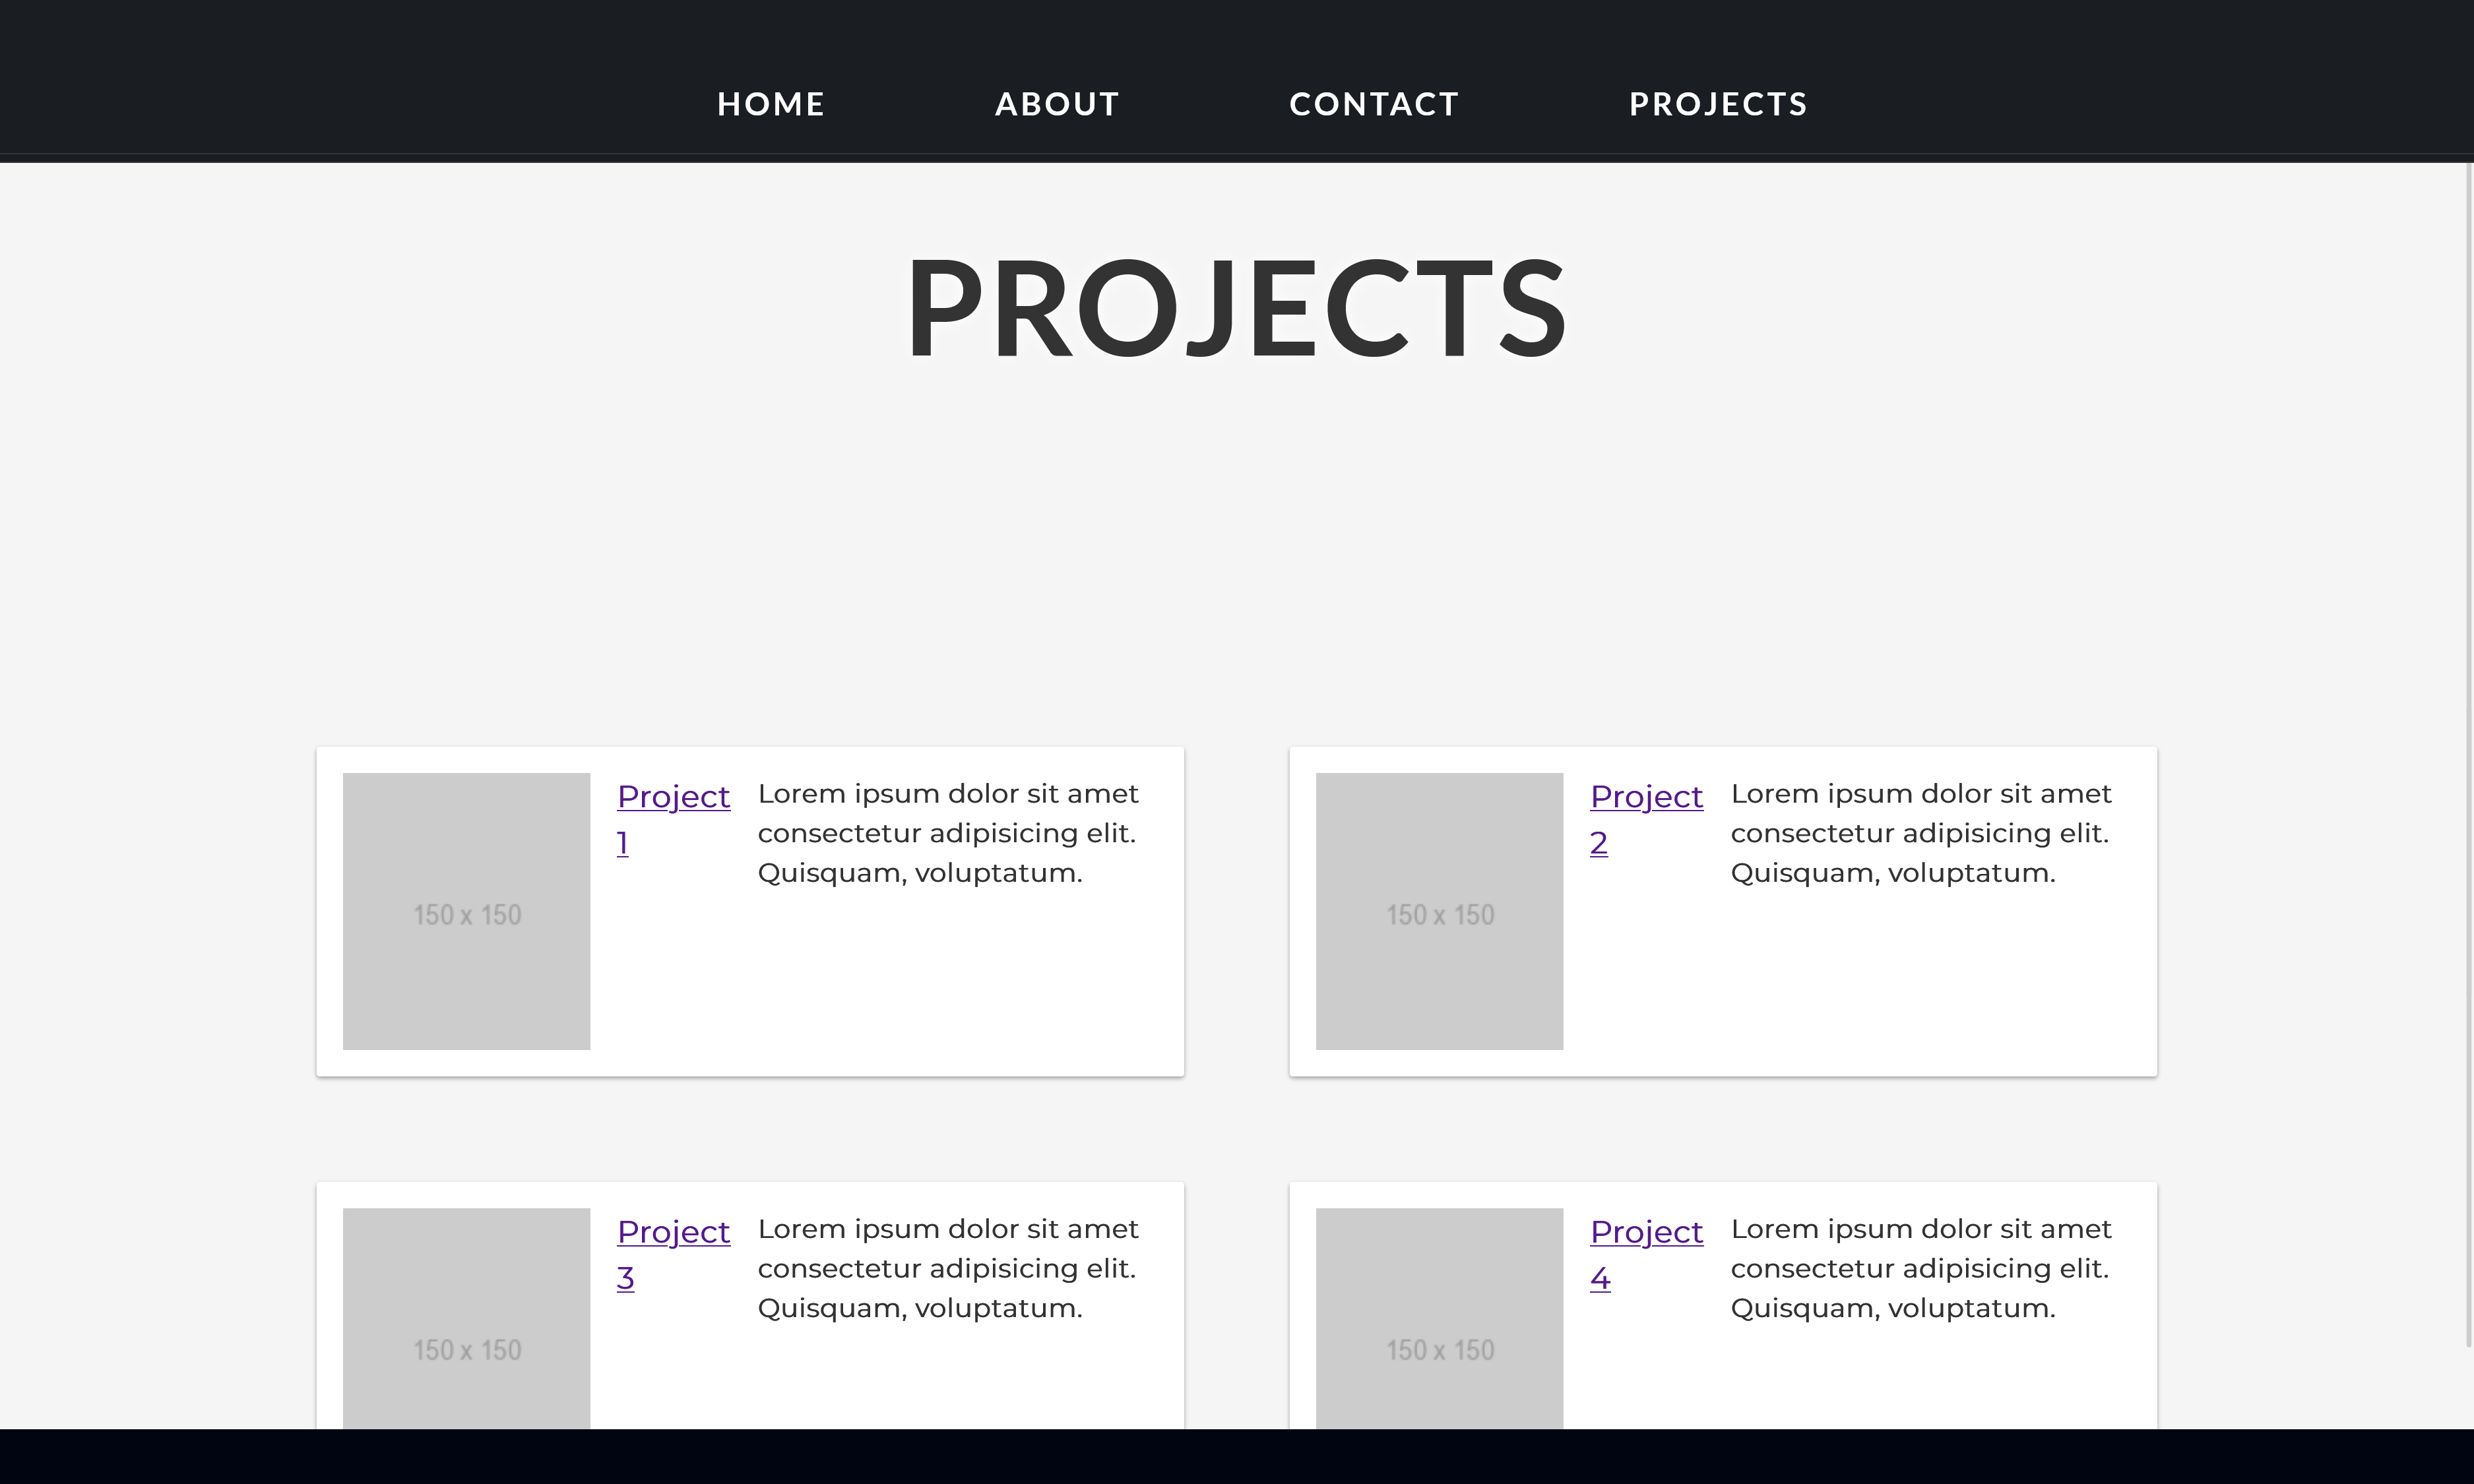 HOME ABOUT CONTACT PROJECTS
PROJECTS
150 x 150
Project
1
Lorem ipsum dolor sit amet
consectetur adipisicing elit.
Quisquam, voluptatum.
150 x 150
Project
2
Lorem ipsum dolor sit amet
consectetur adipisicing elit.
Quisquam, voluptatum.
150 x 150
Project
3
Lorem ipsum dolor sit amet
consectetur adipisicing elit.
Quisquam, voluptatum.
150 x 150
Project
4
Lorem ipsum dolor sit amet
consectetur adipisicing elit.
Quisquam, voluptatum.